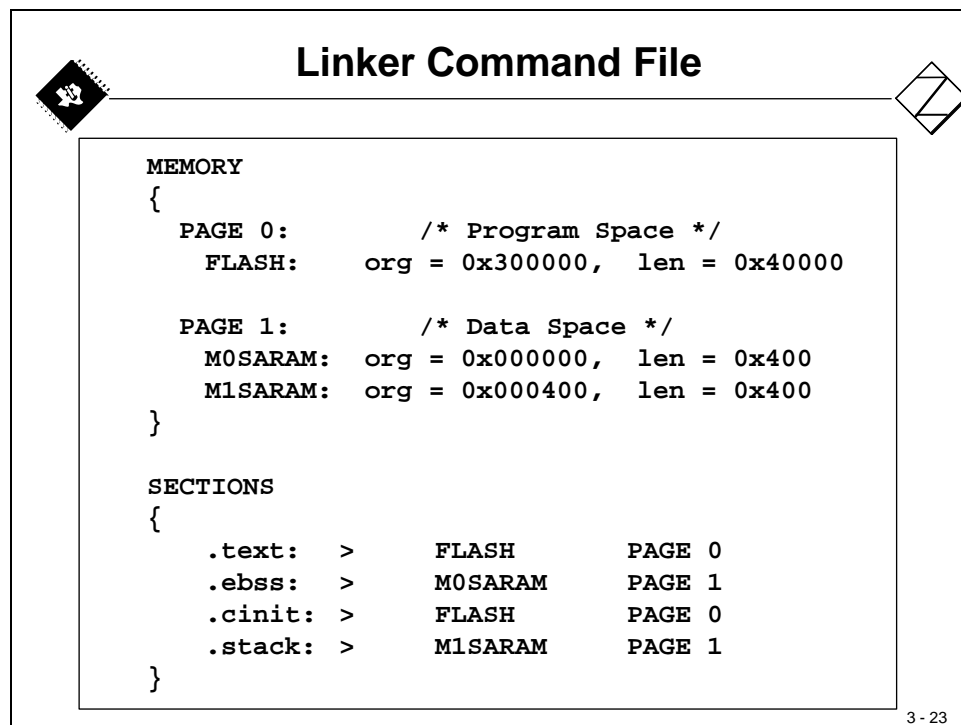 Linker Command File
MEMORY
{
PAGE 0: /* Program Space */
FLASH: org = 0x300000, len = 0x40000
PAGE 1: /* Data Space */
M0SARAM: org = 0x000000, len = 0x400
M1SARAM: org = 0x000400, len = 0x400
}
SECTIONS
{
.text: > FLASH PAGE 0
.ebss: > M0SARAM PAGE 1
.cinit: > FLASH PAGE 0
.stack: > M1SARAM PAGE 1
}
3 - 23